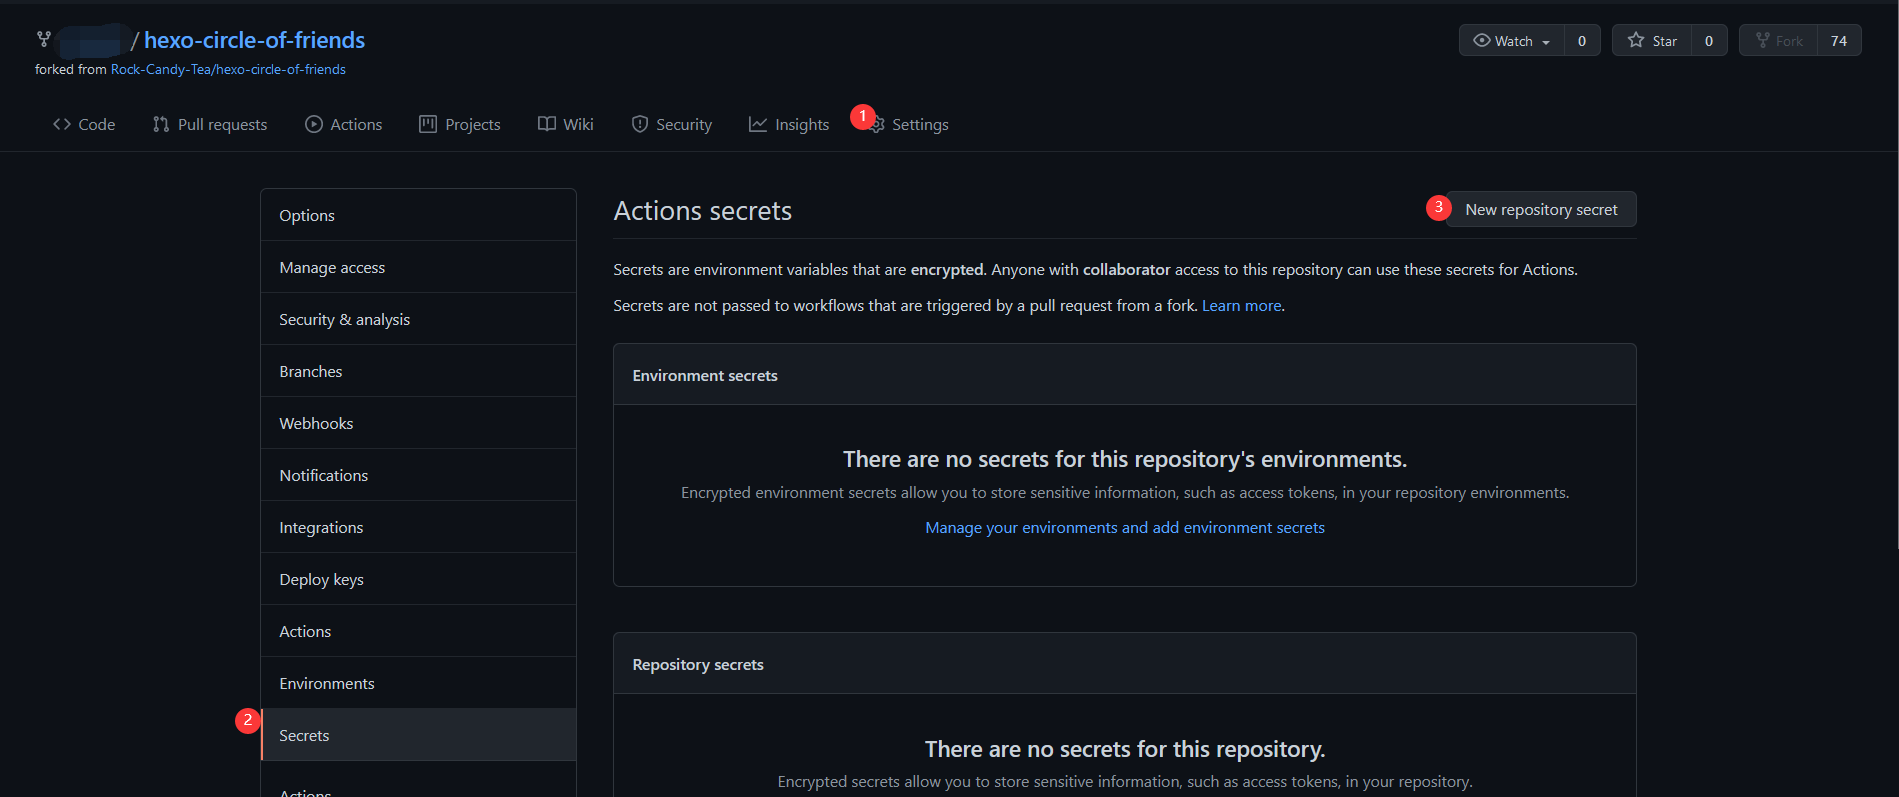 / hexo-circle-of-friends
Watch 0 Star 0 Fork 74
forked from Rock-Candy-Tea/hexo-circle-of-friends
Code Pull requests Actions Projects Wiki Security Insights 1 Settings
Options
Manage access
Security & analysis
Branches
Webhooks
Notifications
Integrations
Deploy keys
Actions
Environments
2 Secrets
Actions
Actions secrets
3 New repository secret
Secrets are environment variables that are encrypted. Anyone with collaborator access to this repository can use these secrets for Actions.
Secrets are not passed to workflows that are triggered by a pull request from a fork. Learn more.
Environment secrets
There are no secrets for this repository's environments.
Encrypted environment secrets allow you to store sensitive information, such as access tokens, in your repository environments.
Manage your environments and add environment secrets
Repository secrets
There are no secrets for this repository.
Encrypted secrets allow you to store sensitive information, such as access tokens, in your repository.